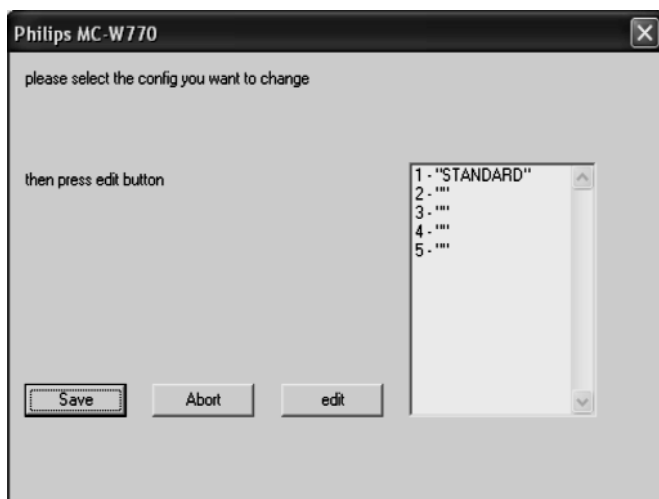 Philips MC-W770
please select the config you want to change
then press edit button
1 - "STANDARD"
2 - ""
3 - ""
4 - ""
5 - ""
Save
Abort
edit